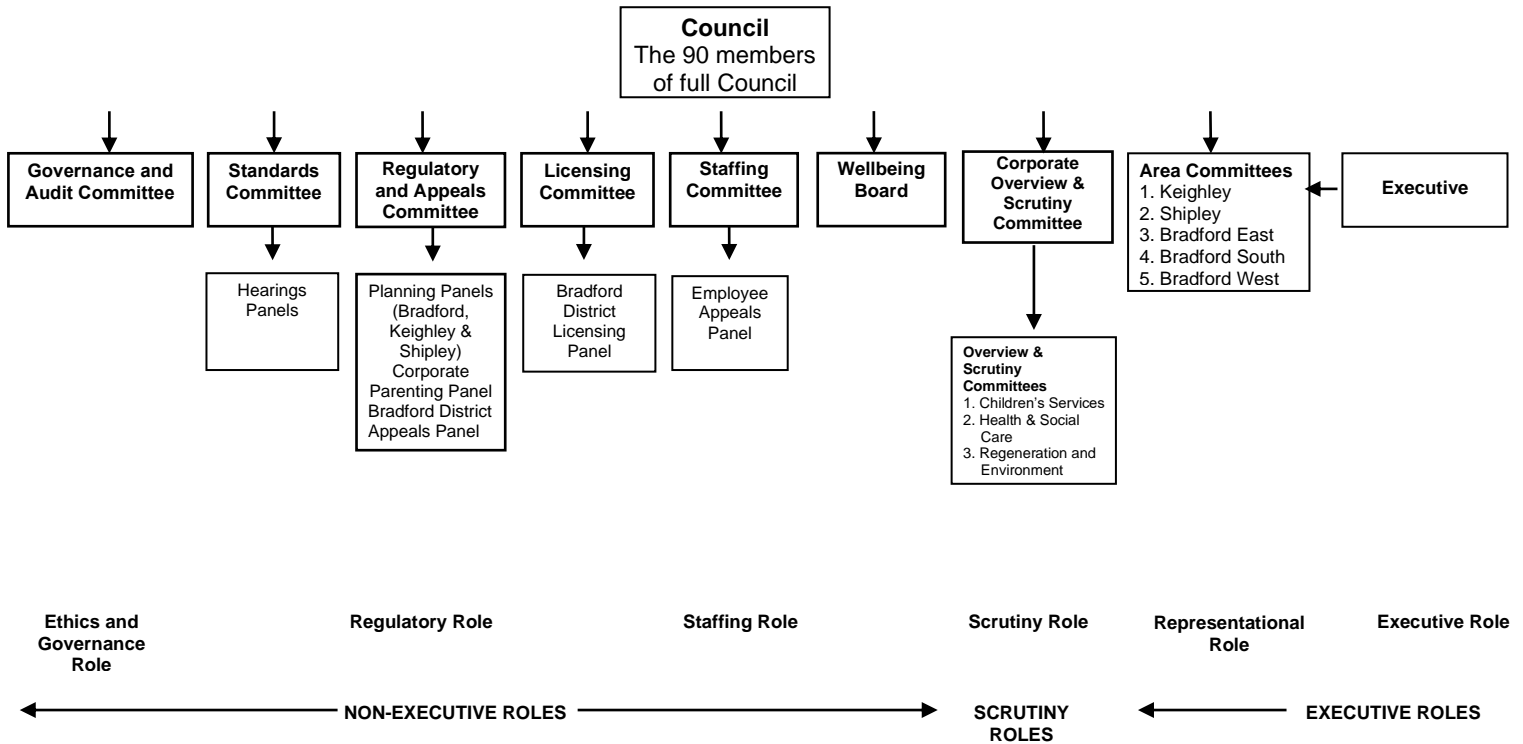 Council
The 90 members
of full Council
Governance and
Audit Committee
Standards
Committee
Regulatory
and Appeals
Committee
Licensing
Committee
Staffing
Committee
Wellbeing
Board
Corporate
Overview &
Scrutiny
Committee
Area Committees
1. Keighley
2. Shipley
3. Bradford East
4. Bradford South
5. Bradford West
Executive
Hearings
Panels
Planning Panels
(Bradford,
Keighley &
Shipley)
Corporate
Parenting Panel
Bradford District
Appeals Panel
Bradford
District
Licensing
Panel
Employee
Appeals
Panel
Overview &
Scrutiny
Committees
1. Children's Services
2. Health & Social
Care
3. Regeneration and
Environment
Ethics and
Governance
Role
Regulatory Role
Staffing Role
Scrutiny Role
Representational
Role
Executive Role
NON-EXECUTIVE ROLES
SCRUTINY
ROLES
EXECUTIVE ROLES